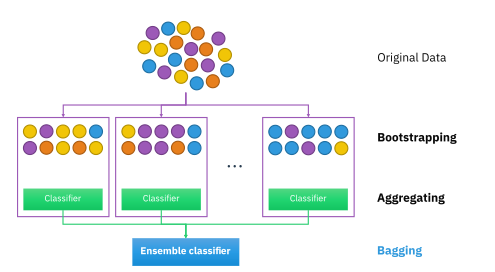 Original Data
Bootstrapping
...
Classifier Classifier Classifier Aggregating
Ensemble classifier Bagging